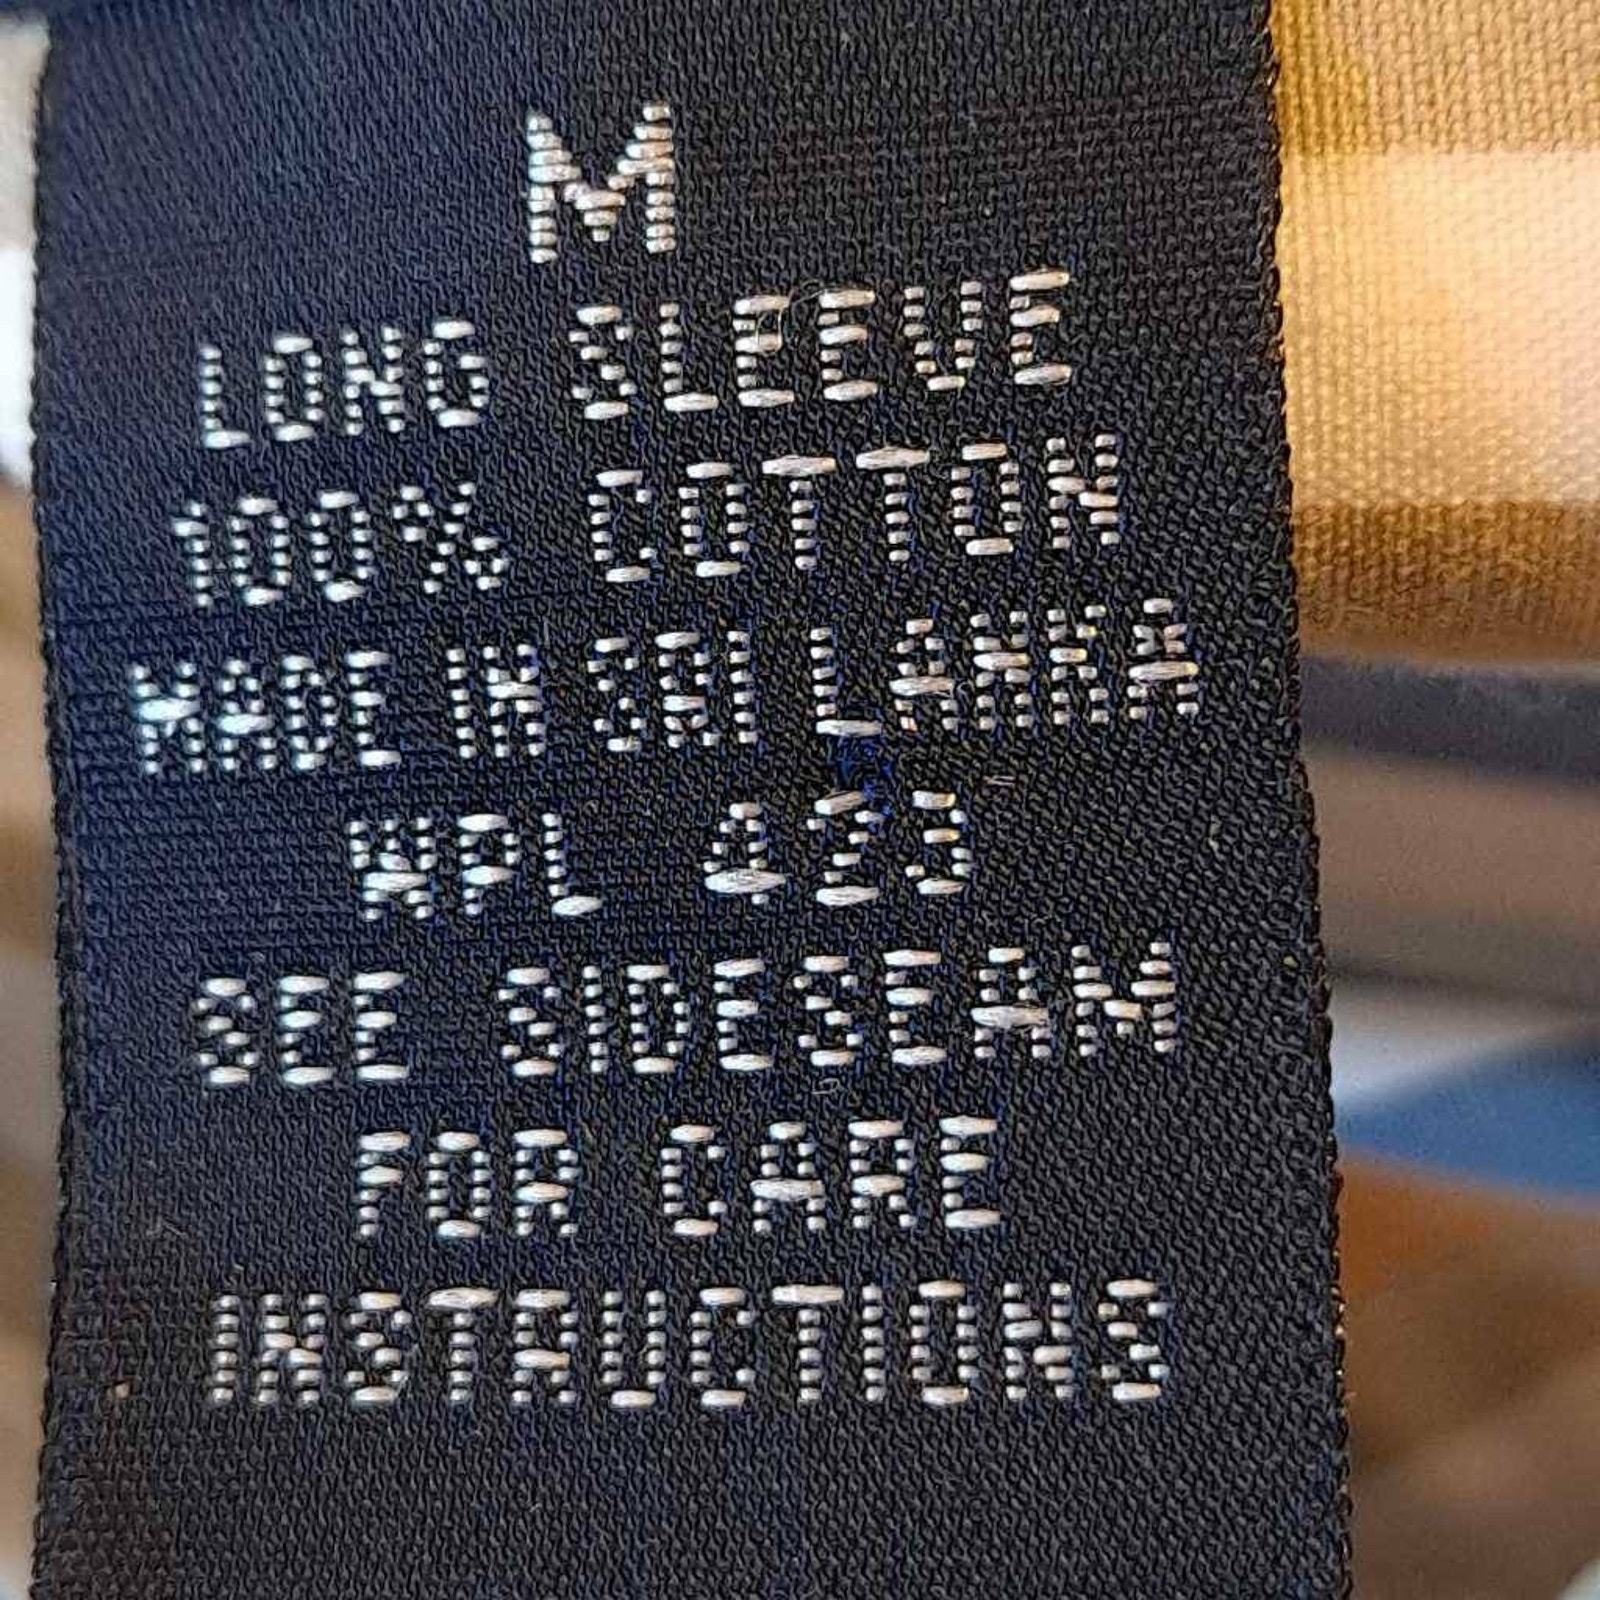 M
LONG SLEEVE
100% COTTON
MADE IN SRI LANKA
WPL 423
SEE SIDESEAM
FOR CARE
INSTRUCTIONS